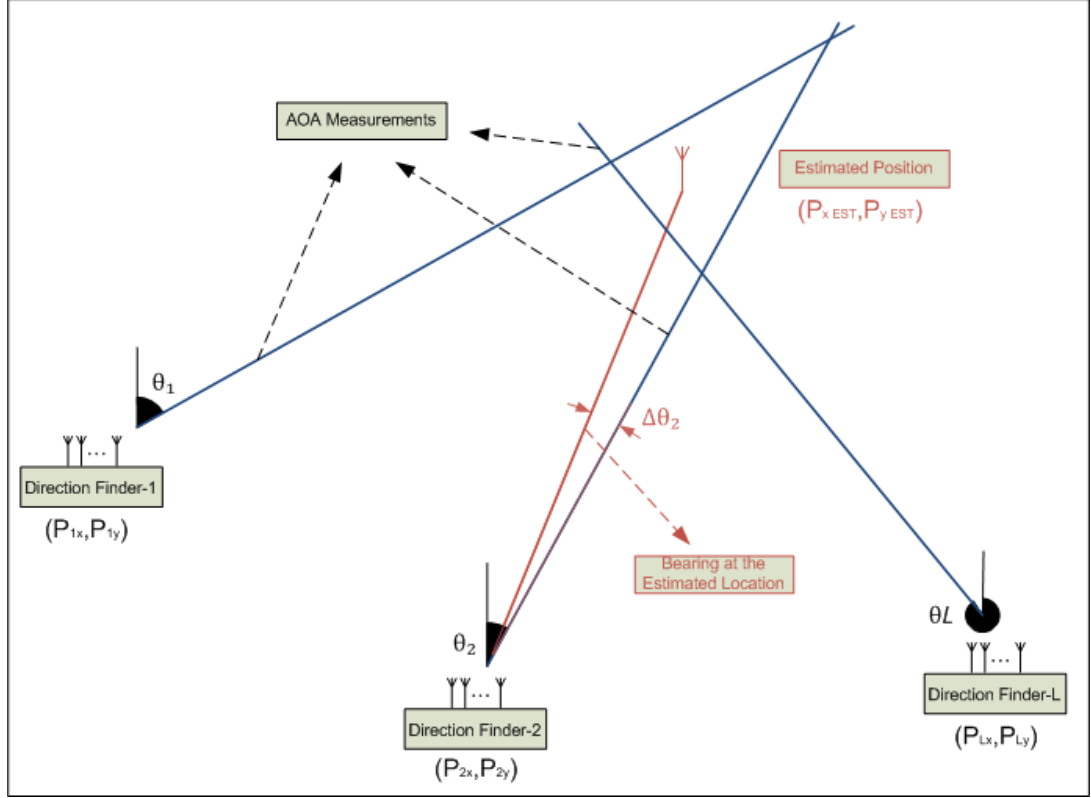 AOA Measurements
Estimated Position
(Px EST,Py EST)
θ1
Δθ2
Direction Finder-1
(P1x,P1y)
Bearing at the
Estimated Location
θ2
θL
Direction Finder-2
(P2x,P2y)
Direction Finder-L
(PLx,PLy)